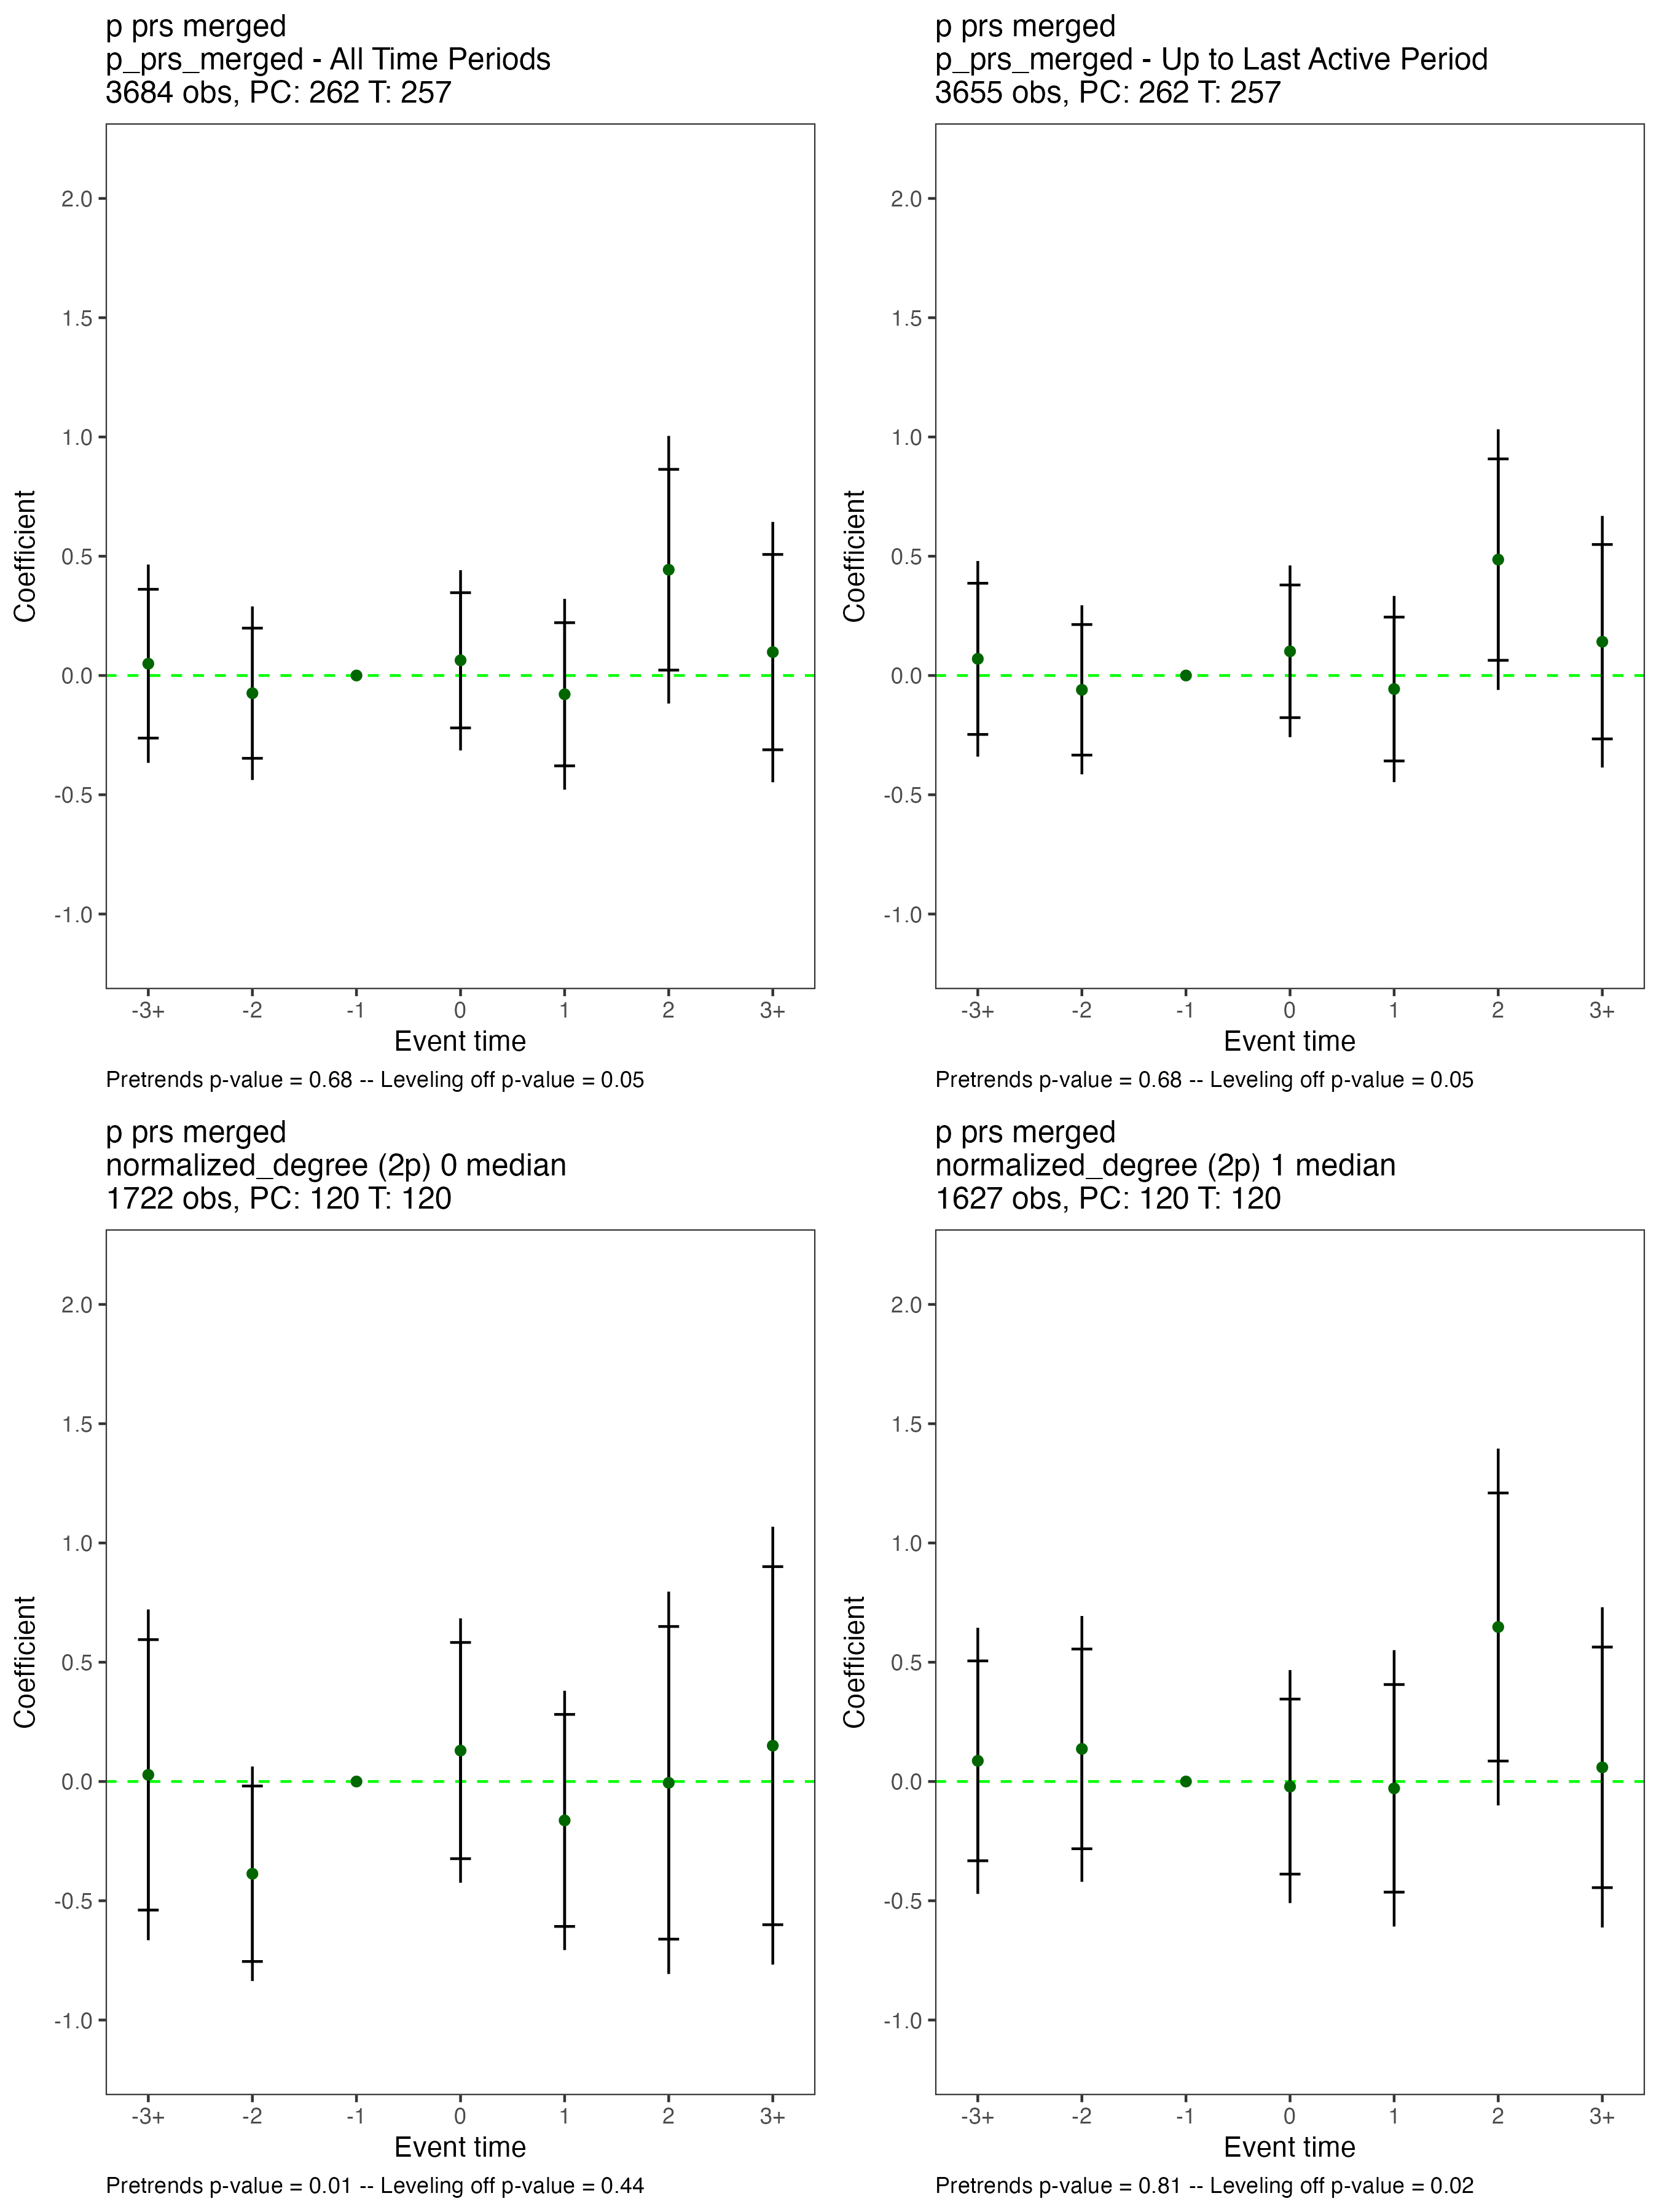 p prs merged
p_prs_merged - All Time Periods
3684 obs, PC: 262 T: 257
Coefficient
2.0
1.5
1.0
0.5
0.0
-0.5
-1.0
-3+ -2 -1 0 1 2 3+
Event time
Pretrends p-value = 0.68 -- Leveling off p-value = 0.05
p prs merged
p_prs_merged - Up to Last Active Period
3655 obs, PC: 262 T: 257
Coefficient
2.0
1.5
1.0
0.5
0.0
-0.5
-1.0
-3+ -2 -1 0 1 2 3+
Event time
Pretrends p-value = 0.68 -- Leveling off p-value = 0.05
p prs merged
normalized_degree (2p) 0 median
1722 obs, PC: 120 T: 120
Coefficient
2.0
1.5
1.0
0.5
0.0
-0.5
-1.0
-3+ -2 -1 0 1 2 3+
Event time
Pretrends p-value = 0.01 -- Leveling off p-value = 0.44
p prs merged
normalized_degree (2p) 1 median
1627 obs, PC: 120 T: 120
Coefficient
2.0
1.5
1.0
0.5
0.0
-0.5
-1.0
-3+ -2 -1 0 1 2 3+
Event time
Pretrends p-value = 0.81 -- Leveling off p-value = 0.02